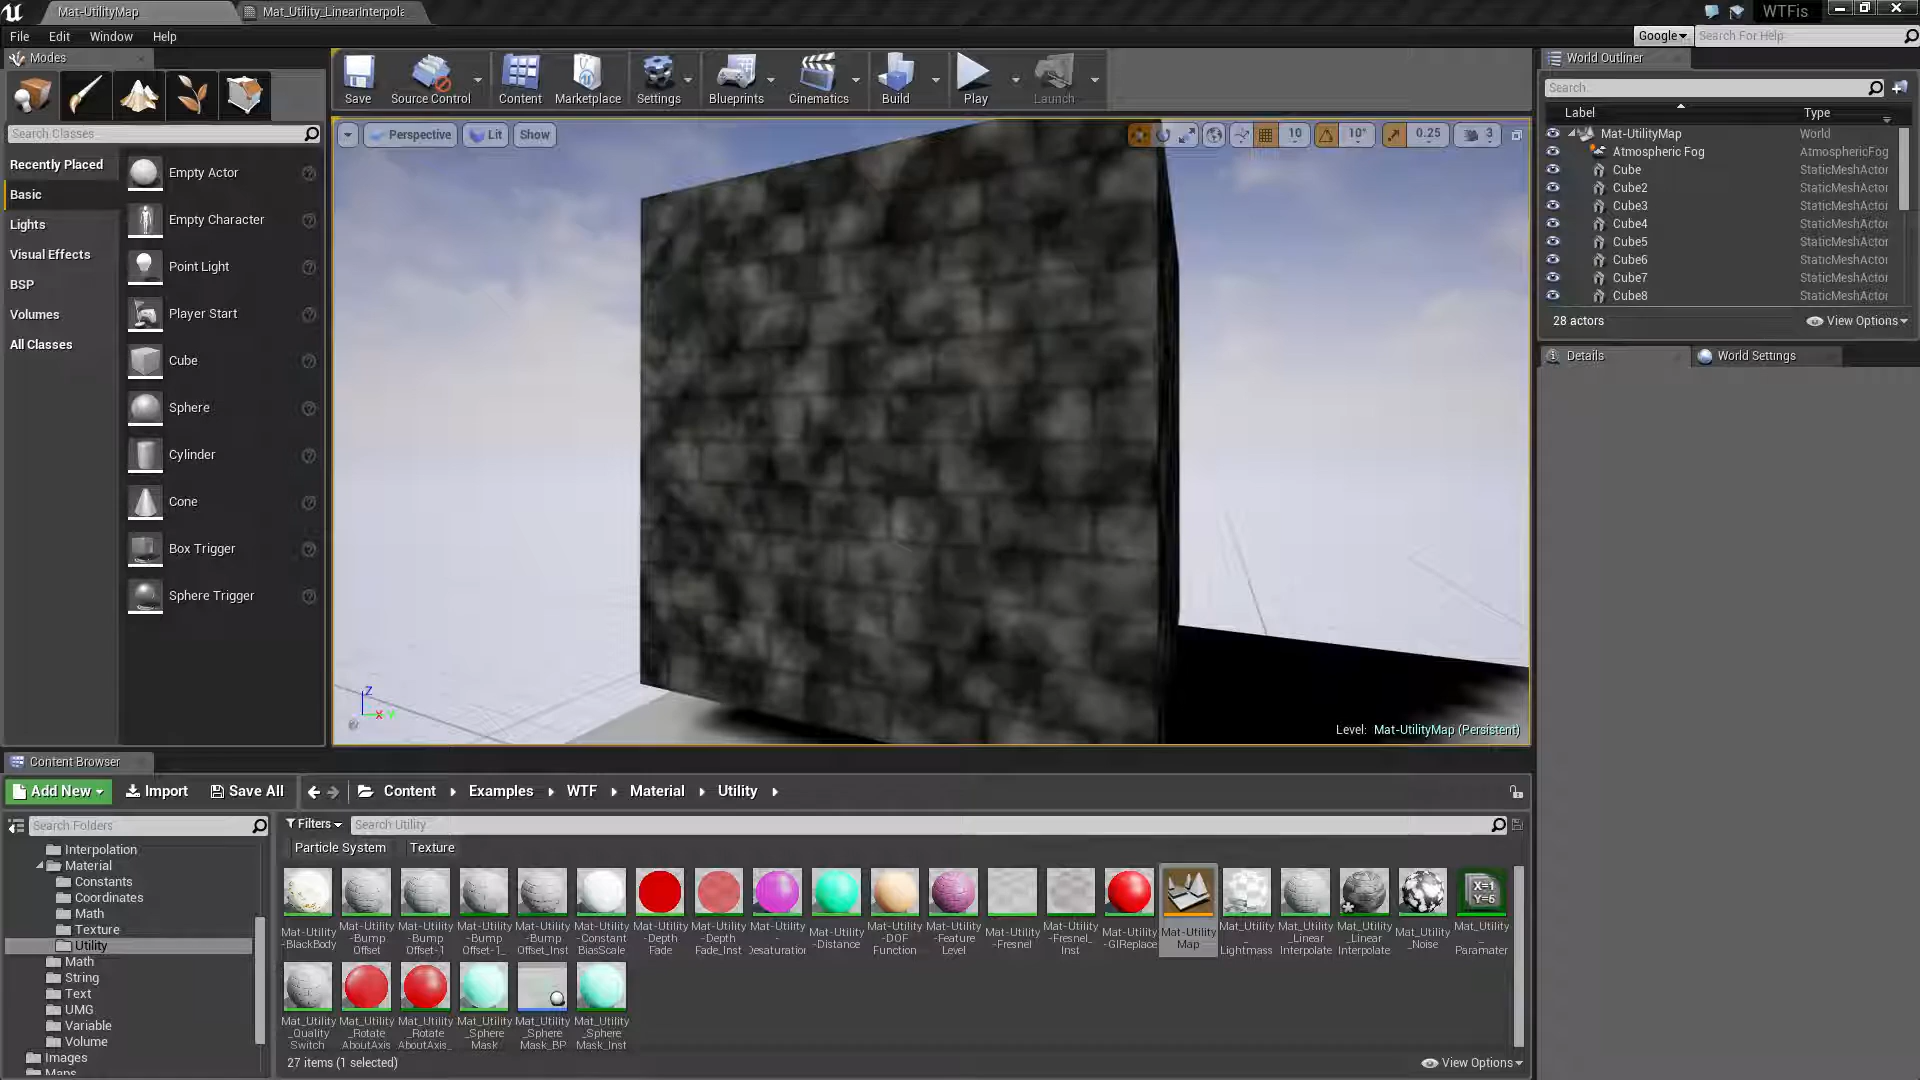 Mat-UtilityMap
Mat_Utility_LinearInterpola
WTFis
File Edit Window Help
Google
Search For Help
Modes
Save
Source Control
Content
Marketplace
Settings
Blueprints
Cinematics
Build
Play
Launch
World Outliner
Search
Label Type
Mat-UtilityMap World
Atmospheric Fog AtmosphericFog
Cube StaticMeshActor
Cube2 StaticMeshActor
Cube3 StaticMeshActor
Cube4 StaticMeshActor
Cube5 StaticMeshActor
Cube6 StaticMeshActor
Cube7 StaticMeshActor
Cube8 StaticMeshActor
28 actors
View Options
Details
World Settings
Search Classes
Recently Placed
Basic
Lights
Visual Effects
BSP
Volumes
All Classes
Empty Actor
Empty Character
Point Light
Player Start
Cube
Sphere
Cylinder
Cone
Box Trigger
Sphere Trigger
Perspective
Lit
Show
10
10°
0.25
3
Z
X
Y
Level: Mat-UtilityMap (Persistent)
Content Browser
Add New
Import
Save All
Content Examples WTF Material Utility
Search Folders
Interpolation
Material
Constants
Coordinates
Math
Texture
Utility
Math
String
Text
UMG
Variable
Volume
Images
Maps
Filters
Search Utility
Particle System
Texture
X=1
Y=6
Mat-Utility
-BlackBody
Mat-Utility
-Bump
Offset
Mat-Utility
-Bump
Offset-1
Mat-Utility
-Bump
Offset-1_
Mat-Utility
-Bump
Offset_Inst
Mat-Utility
-Constant
BiasScale
Mat-Utility
-Depth
Fade
Mat-Utility
-Depth
Fade_Inst
Mat-Utility
-
Desaturation
Mat-Utility
-Distance
Mat-Utility
-DOF
Function
Mat-Utility
-Feature
Level
Mat-Utility
-Fresnel
Mat-Utility
-Fresnel_
Inst
Mat-Utility
-GIReplace
Mat-Utility
Map
Mat_Utility
_
Lightmass
Mat_Utility
_Linear
Interpolate
Mat_Utility
_Linear
Interpolate
Mat_Utility
_Noise
Mat_Utility
_
Paramater
Mat_Utility
_Quality
Switch
Mat_Utility
_Rotate
AboutAxis
Mat_Utility
_Rotate
AboutAxis_
Mat_Utility
_Sphere
Mask
Mat_Utility
_Sphere
Mask_BP
Mat_Utility
_Sphere
Mask_Inst
27 items (1 selected)
View Options